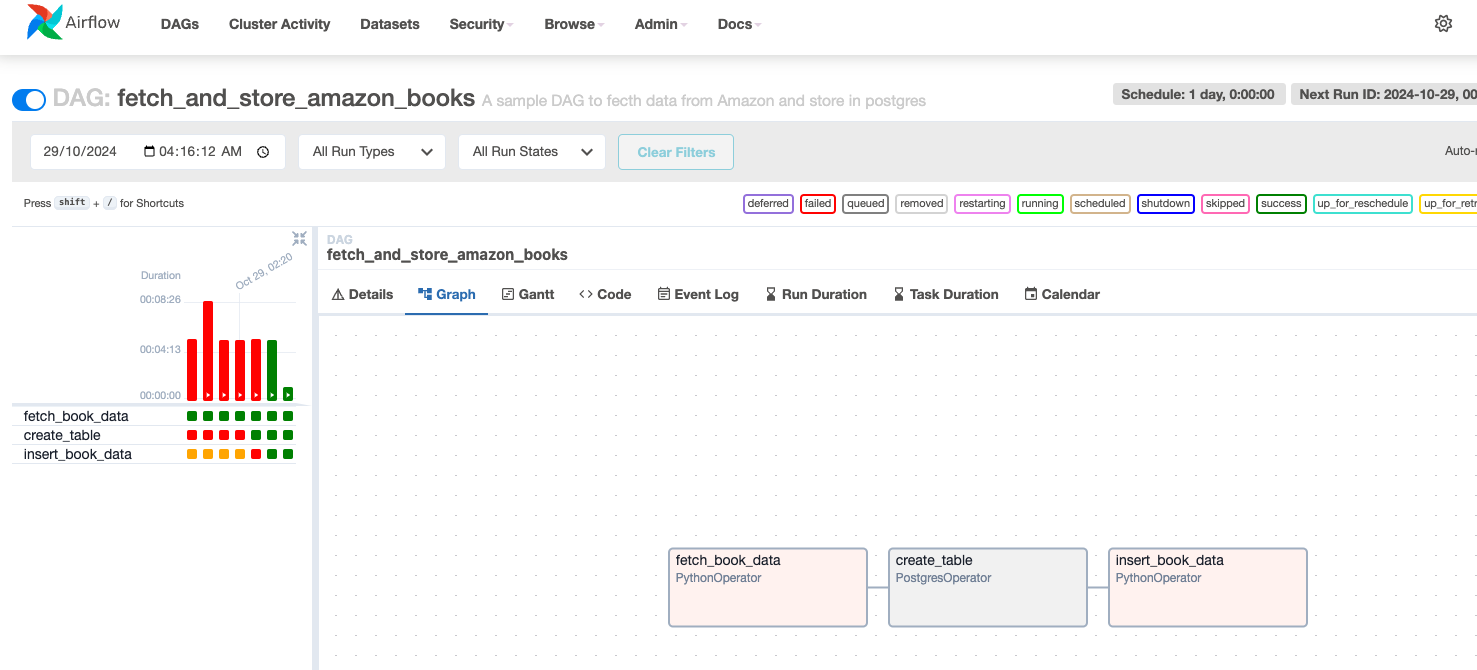 Airflow DAGs Cluster Activity Datasets Security Browse Admin Docs
DAG: fetch_and_store_amazon_books A sample DAG to fecth data from Amazon and store in postgres Schedule: 1 day, 0:00:00 Next Run ID: 2024-10-29, 00
29/10/2024 04:16:12 AM All Run Types All Run States Clear Filters Auto-r
Press shift + / for Shortcuts deferred failed queued removed restarting running scheduled shutdown skipped success up_for_reschedule up_for_retr
DAG
fetch_and_store_amazon_books
Details Graph Gantt Code Event Log Run Duration Task Duration Calendar
Oct 29, 02:20
Duration
00:08:26
00:04:13
00:00:00
fetch_book_data
create_table
insert_book_data
fetch_book_data
PythonOperator
create_table
PostgresOperator
insert_book_data
PythonOperator